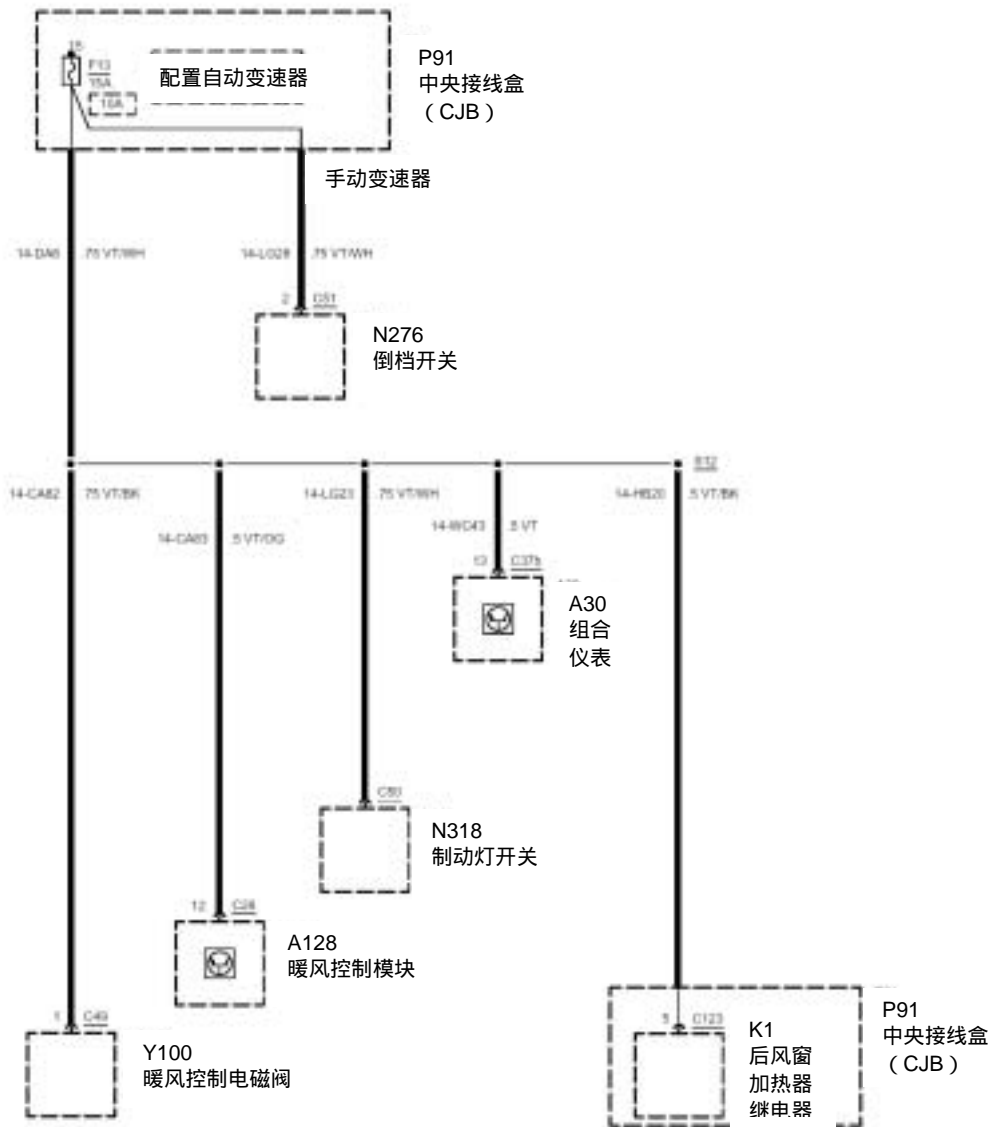 15
F13
15A
10A
配置自动变速器
P91
中央接线盒
（CJB）
手动变速器
.75 VT/WH
14-LG28
.75 VT/WH
2
C51
N276
倒档开关
S12
14-CA82
.75 VT/BK
14-LG23
.75 VT/WH
14-HB20
.5 VT/BK
14-CA83
.5 VT/OG
14-WC43
.5 VT
13
C37b
A30
组合
仪表
C50
N318
制动灯开关
12
C28
A128
暖风控制模块
1
C49
Y100
暖风控制电磁阀
5
C123
K1
后风窗
加热器
继电器
P91
中央接线盒
（CJB）